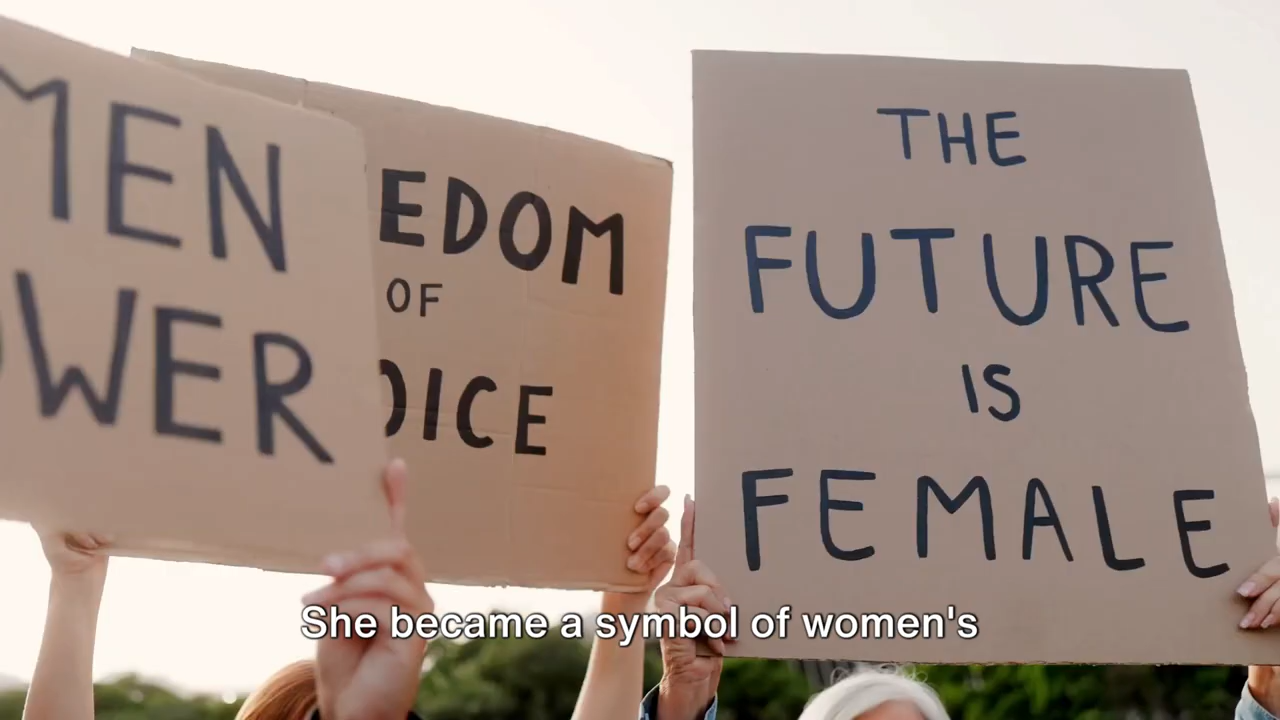 MEN
OWER
EDOM
OF
OICE
THE
FUTURE
IS
FEMALE
She became a symbol of women's